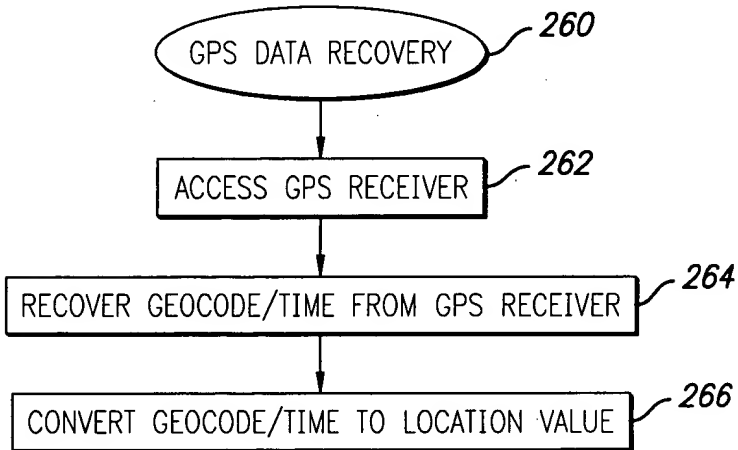 GPS DATA RECOVERY
260
ACCESS GPS RECEIVER
262
RECOVER GEOCODE/TIME FROM GPS RECEIVER
264
CONVERT GEOCODE/TIME TO LOCATION VALUE
266